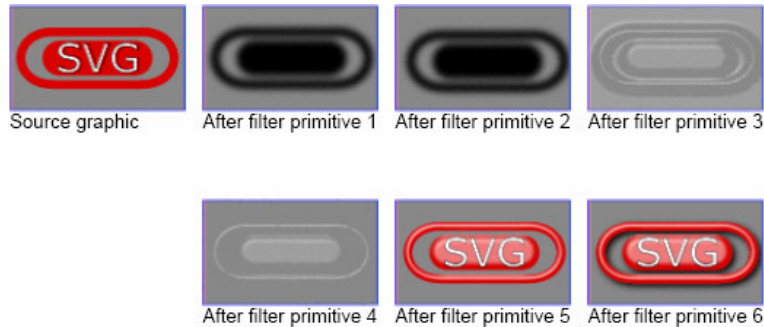 SVG
Source graphic
After filter primitive 1
After filter primitive 2
After filter primitive 3
After filter primitive 4
SVG
After filter primitive 5
SVG
After filter primitive 6